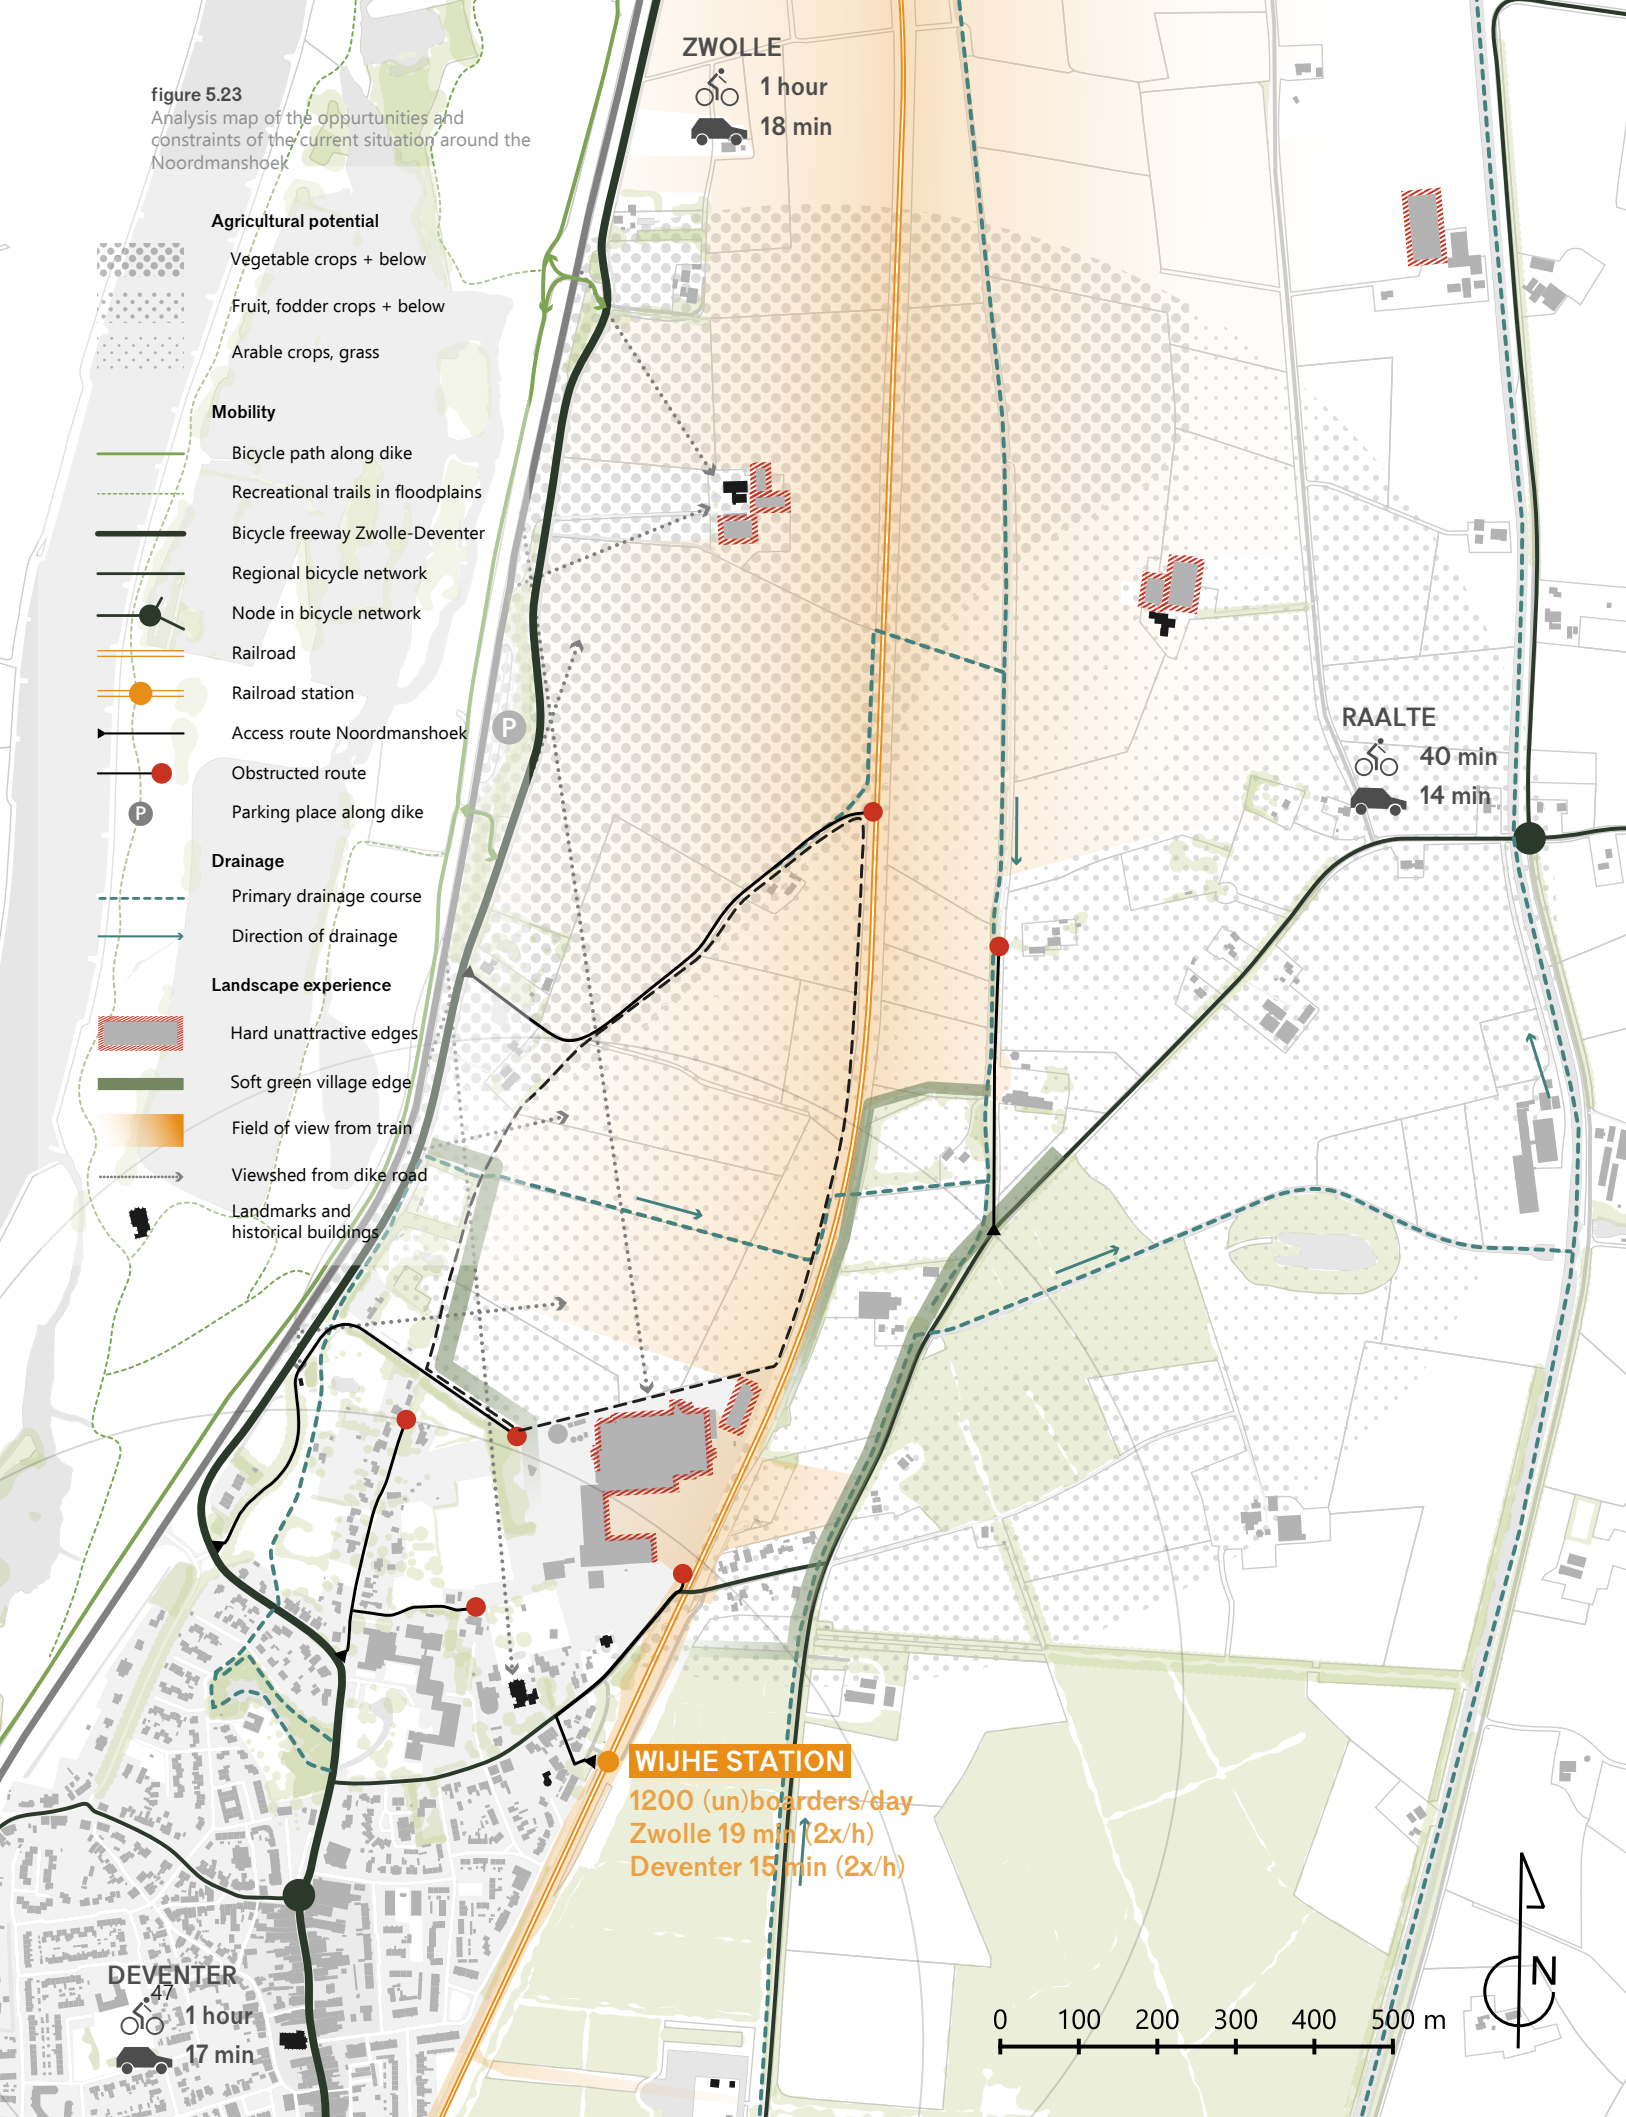 ZWOLLE
1 hour
18 min
figure 5.23
Analysis map of the oppurtunities and
constraints of the current situation around the
Noordmanshoek
Agricultural potential
Vegetable crops + below
Fruit, fodder crops + below
Arable crops, grass
Mobility
Bicycle path along dike
Recreational trails in floodplains
Bicycle freeway Zwolle-Deventer
Regional bicycle network
Node in bicycle network
Railroad
Railroad station
Access route Noordmanshoek
Obstructed route
P
Parking place along dike
Drainage
Primary drainage course
Direction of drainage
Landscape experience
Hard unattractive edges
Soft green village edge
Field of view from train
Viewshed from dike road
Landmarks and
historical buildings
P
RAALTE
40 min
14 min
WIJHE STATION
1200 (un)boarders/day
Zwolle 19 min (2x/h)
Deventer 15 min (2x/h)
DEVENTER
47
1 hour
17 min
N
0 100 200 300 400 500 m